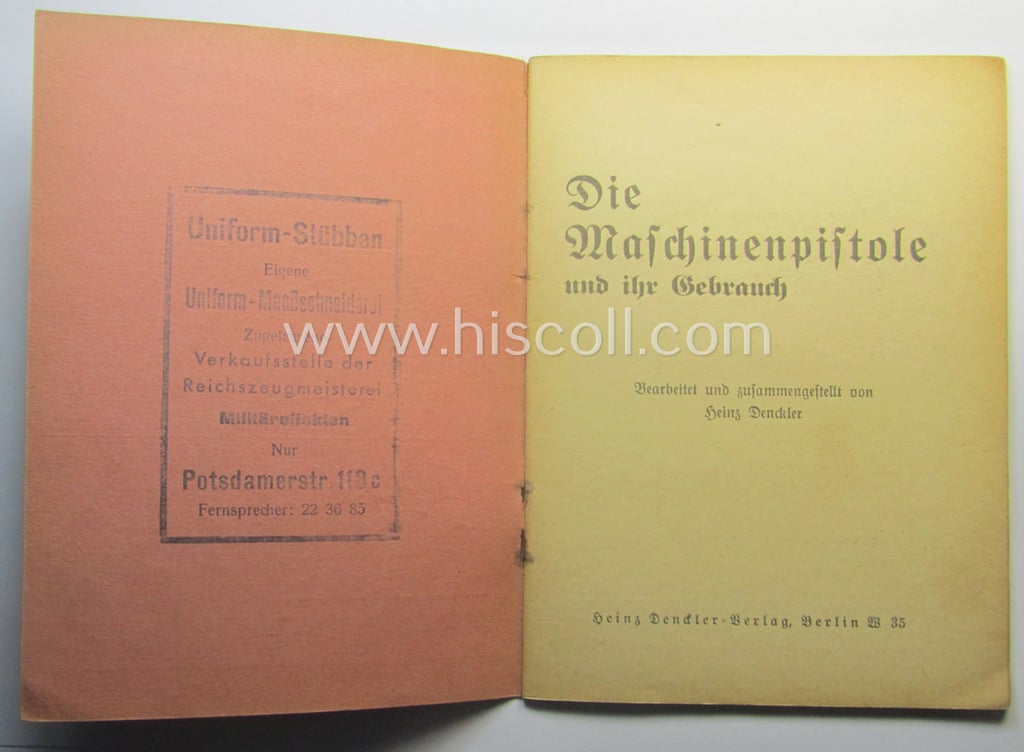 Uniform-Stübben
Eigene
Uniform-Maaßschneiderei
Verkaufsstelle der
Reichszeugmeisterei
Militäreffekten
Nur
Potsdamerstr. 118c
Fernsprecher: 22 36 85
Die
Maſchinenpiſtole
und ihr Gebrauch
Bearbeitet und zuſammengeſtellt von
Heinz Denckler
Heinz Denckler-Verlag, Berlin W 35
www.hiscoll.com